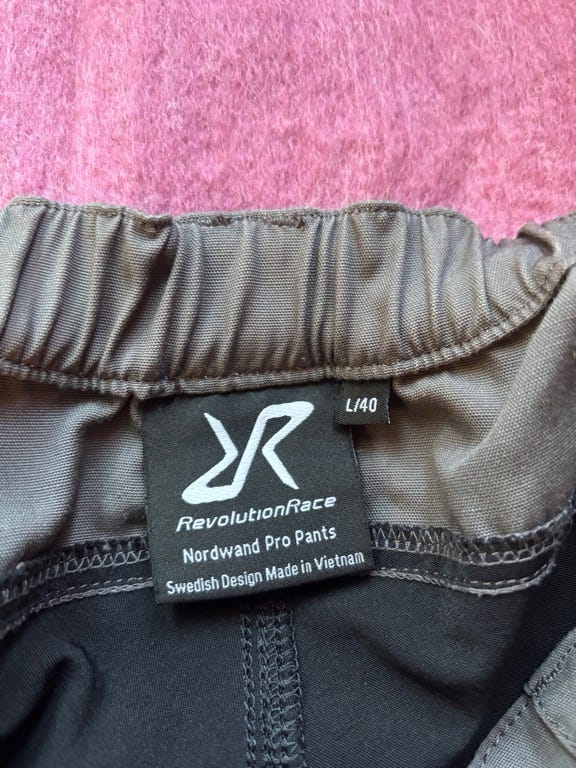 L/40
RevolutionRace
Nordwand Pro Pants
Swedish Design Made in Vietnam